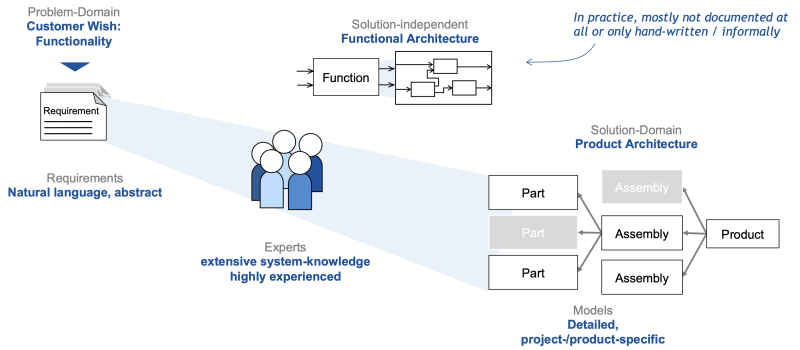 Problem-Domain
Customer Wish:
Functionality
Requirement
Requirements
Natural language, abstract
Solution-independent
Functional Architecture
Function
In practice, mostly not documented at
all or only hand-written / informally
Experts
extensive system-knowledge
highly experienced
Solution-Domain
Product Architecture
Part
Assembly
Part
Assembly
Product
Part
Assembly
Models
Detailed,
project-/product-specific